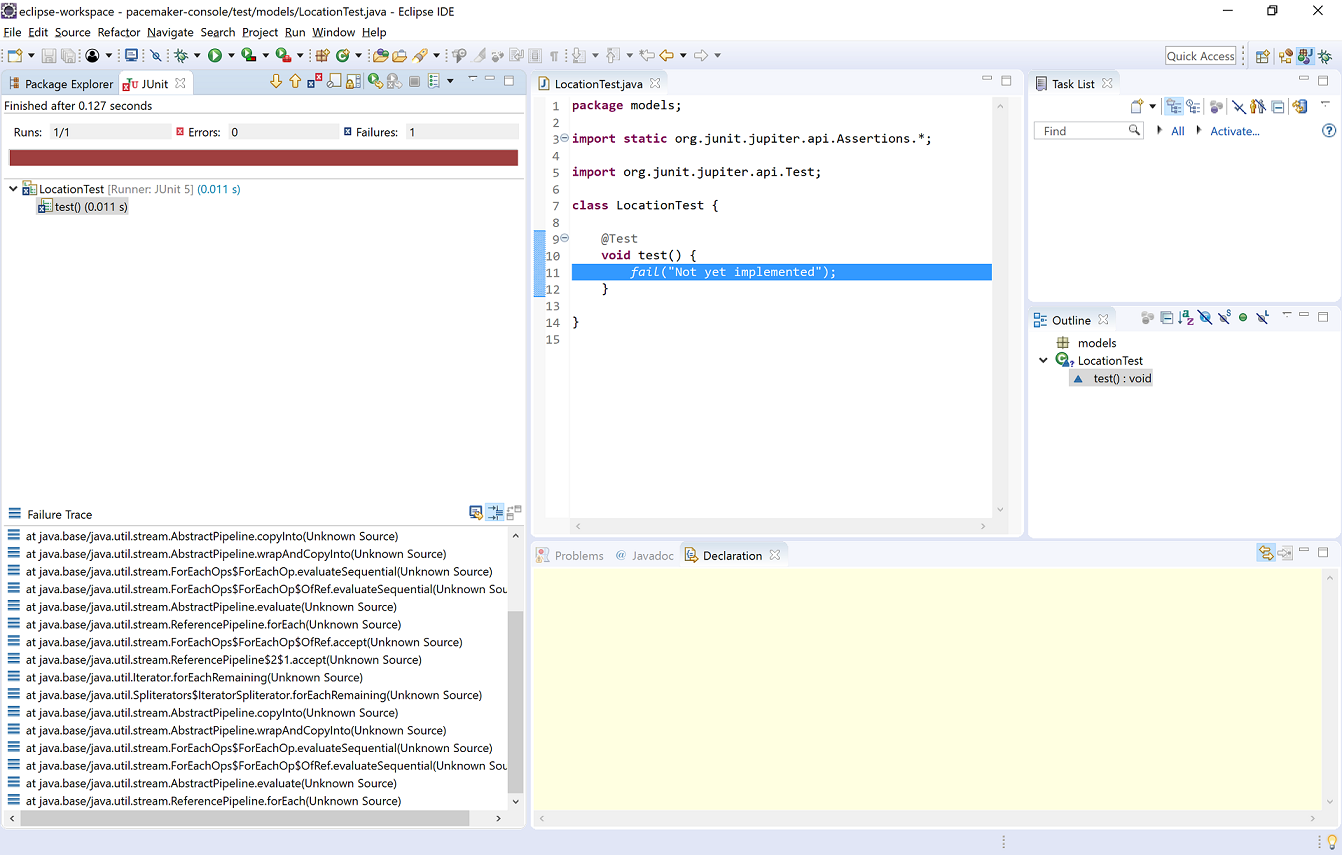 eclipse-workspace - pacemaker-console/test/models/LocationTest.java - Eclipse IDE
File Edit Source Refactor Navigate Search Project Run Window Help
Quick Access
Package Explorer JUnit
Finished after 0.127 seconds
Runs: 1/1 Errors: 0 Failures: 1
LocationTest [Runner: JUnit 5] (0.011 s)
test() (0.011 s)
Failure Trace
at java.base/java.util.stream.AbstractPipeline.copyInto(Unknown Source)
at java.base/java.util.stream.AbstractPipeline.wrapAndCopyInto(Unknown Source)
at java.base/java.util.stream.ForEachOps$ForEachOp.evaluateSequential(Unknown Source)
at java.base/java.util.stream.ForEachOps$ForEachOp$OfRef.evaluateSequential(Unknown Sou
at java.base/java.util.stream.AbstractPipeline.evaluate(Unknown Source)
at java.base/java.util.stream.ReferencePipeline.forEach(Unknown Source)
at java.base/java.util.stream.ForEachOps$ForEachOp$OfRef.accept(Unknown Source)
at java.base/java.util.stream.ReferencePipeline$2$1.accept(Unknown Source)
at java.base/java.util.Iterator.forEachRemaining(Unknown Source)
at java.base/java.util.Spliterators$IteratorSpliterator.forEachRemaining(Unknown Source)
at java.base/java.util.stream.AbstractPipeline.copyInto(Unknown Source)
at java.base/java.util.stream.AbstractPipeline.wrapAndCopyInto(Unknown Source)
at java.base/java.util.stream.ForEachOps$ForEachOp.evaluateSequential(Unknown Source)
at java.base/java.util.stream.ForEachOps$ForEachOp$OfRef.evaluateSequential(Unknown Sou
at java.base/java.util.stream.AbstractPipeline.evaluate(Unknown Source)
at java.base/java.util.stream.ReferencePipeline.forEach(Unknown Source)
LocationTest.java
1 package models;
2
3 import static org.junit.jupiter.api.Assertions.*;
4
5 import org.junit.jupiter.api.Test;
6
7 class LocationTest {
8
9 @Test
10 void test() {
11 fail("Not yet implemented");
12 }
13
14 }
15
Problems @ Javadoc Declaration
Task List
Find All Activate...
Outline
models
LocationTest
test() : void